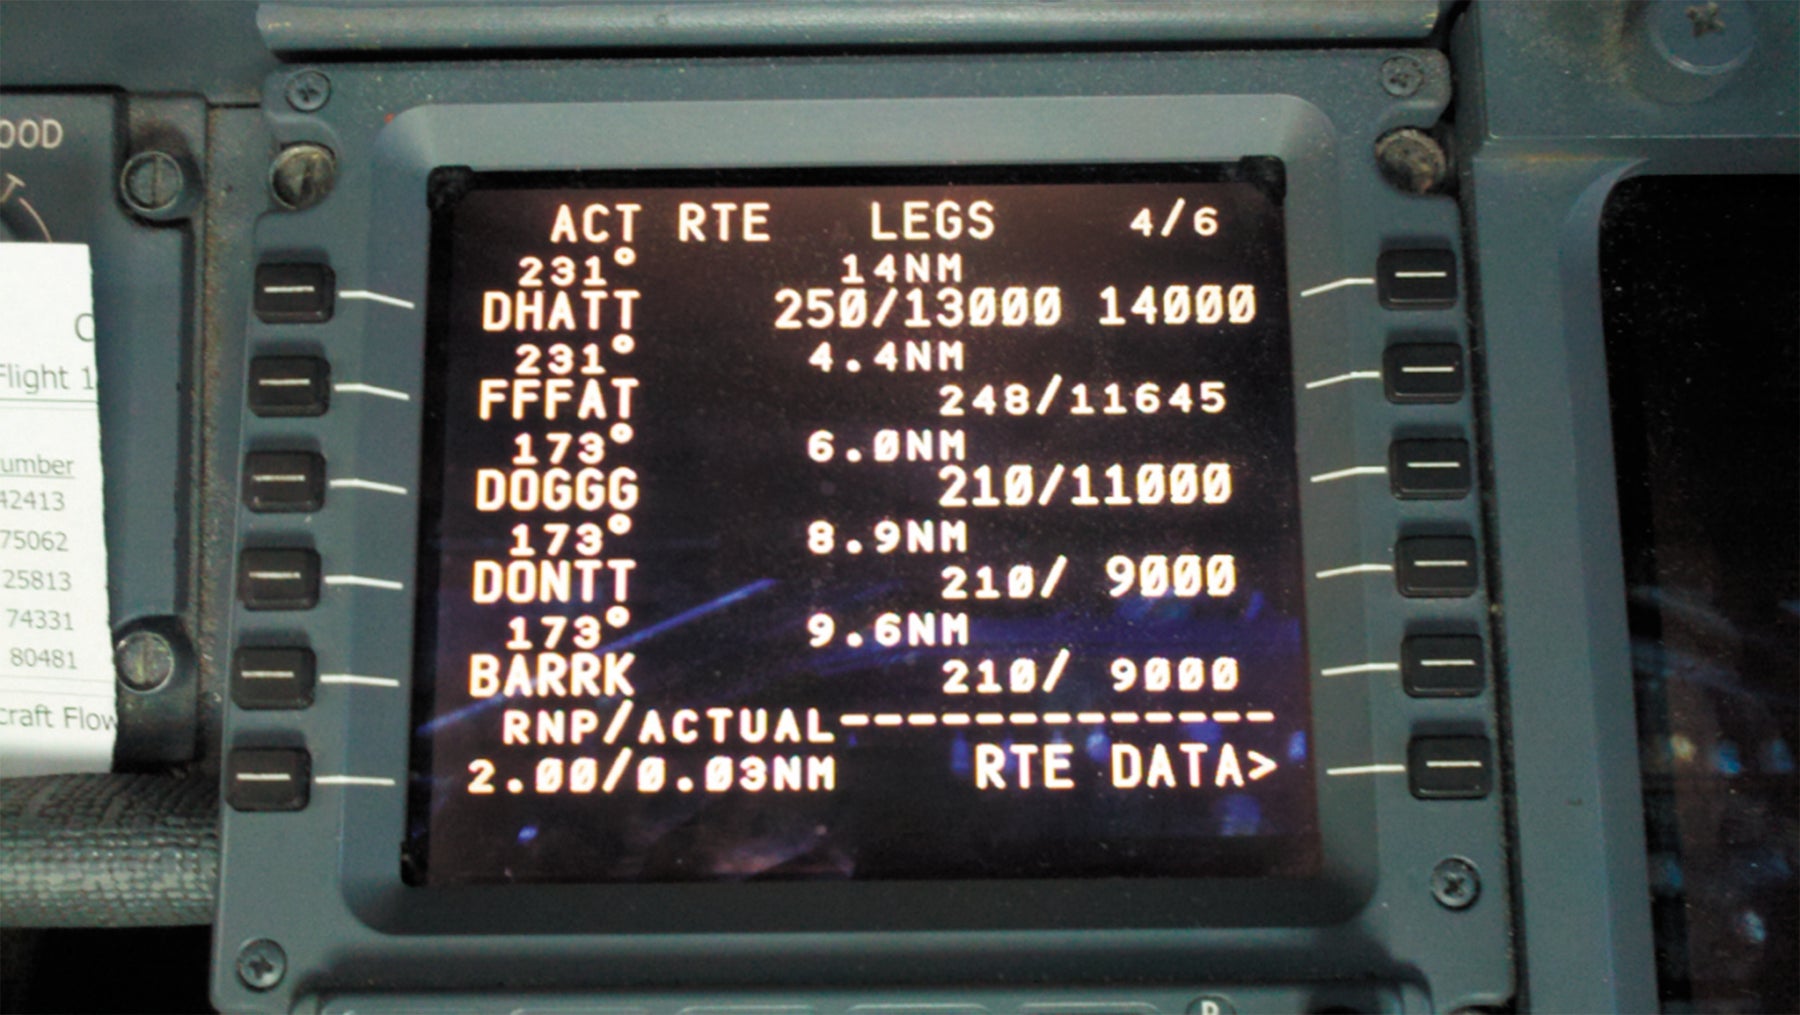 OOD
C
Flight 1
umber
42413
75062
25813
74331
80481
craft Flow
ACT RTE LEGS 4/6
231° 14NM
DHATT 250/13000 14000
231° 4.4NM
FFFAT 248/11645
173° 6.0NM
DOGGG 210/11000
173° 8.9NM
DONTT 210/ 9000
173° 9.6NM
BARRK 210/ 9000
RNP/ACTUAL-------------
2.00/0.03NM RTE DATA>